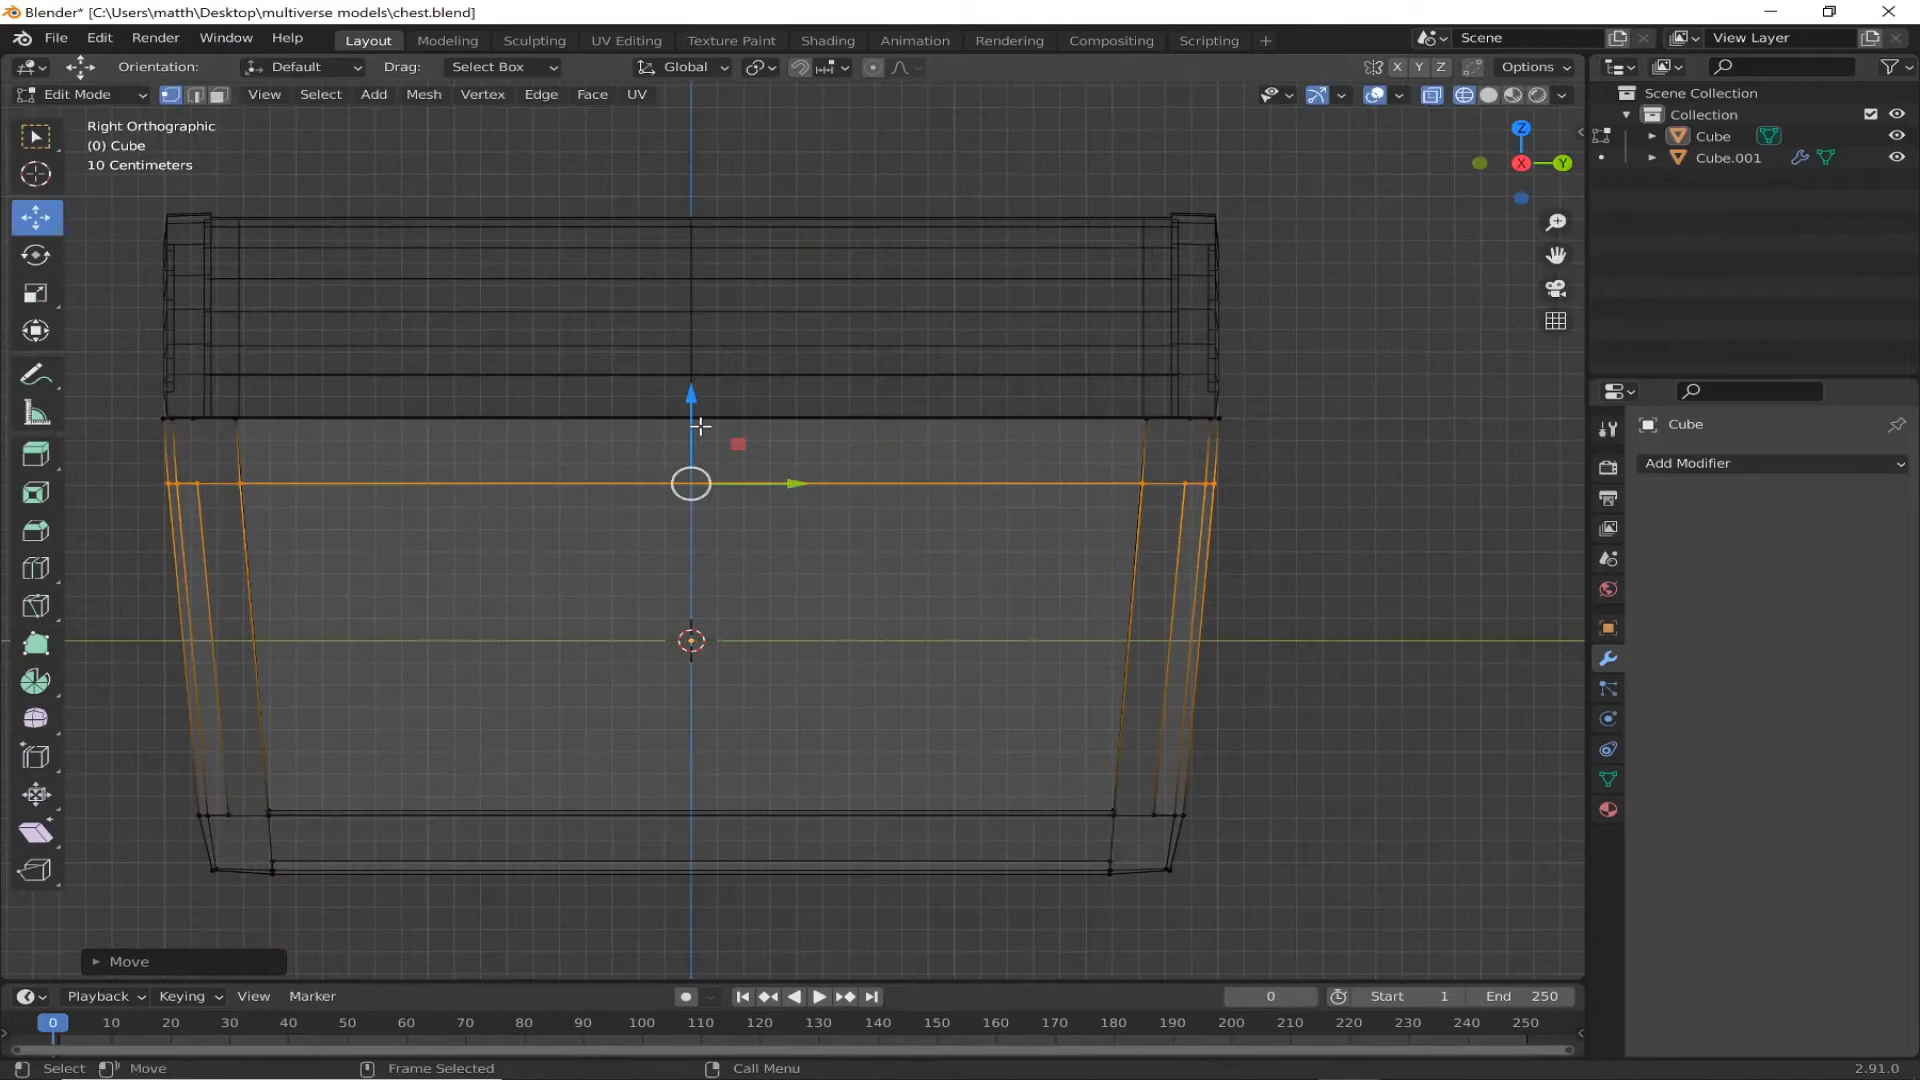 Blender* [C:\Users\matth\Desktop\multiverse models\chest.blend]
File Edit Render Window Help Layout Modeling Sculpting UV Editing Texture Paint Shading Animation Rendering Compositing Scripting + Scene View Layer
Orientation: Default Drag: Select Box Global X Y Z Options
Edit Mode View Select Add Mesh Vertex Edge Face UV
Right Orthographic
(0) Cube
10 Centimeters
Z
X
Y
Scene Collection
Collection
Cube
Cube.001
Cube
Add Modifier
Move
Playback Keying View Marker 0 Start 1 End 250
0 10 20 30 40 50 60 70 80 90 100 110 120 130 140 150 160 170 180 190 200 210 220 230 240 250
Select Move Frame Selected Call Menu 2.91.0